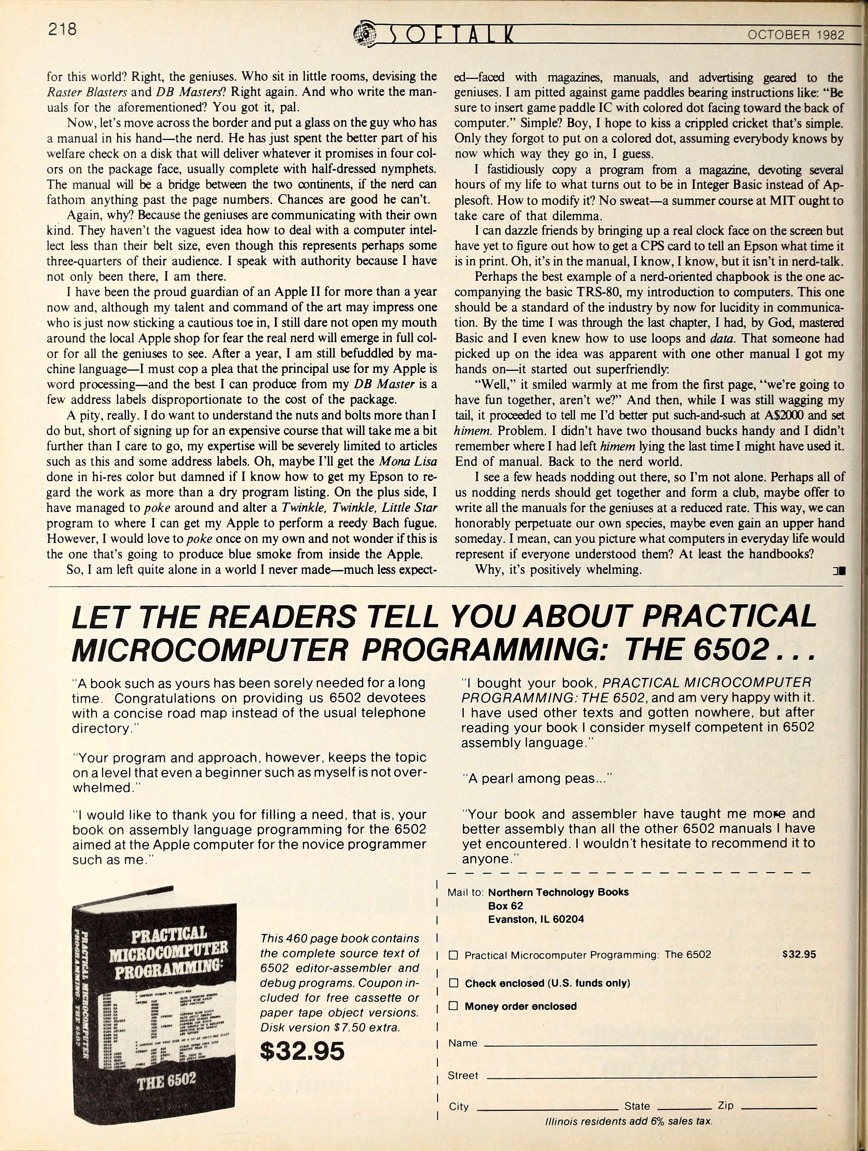 218
SOFTALK
OCTOBER 1982
for this world? Right, the geniuses. Who sit in little rooms, devising the
Raster Blasters and DB Masters? Right again. And who write the man-
uals for the aforementioned? You got it, pal.
Now, let's move across the border and put a glass on the guy who has
a manual in his hand—the nerd. He has just spent the better part of his
welfare check on a disk that will deliver whatever it promises in four col-
ors on the package face, usually complete with half-dressed nymphets.
The manual will be a bridge between the two continents, if the nerd can
fathom anything past the page numbers. Chances are good he can't.
Again, why? Because the geniuses are communicating with their own
kind. They haven't the vaguest idea how to deal with a computer intel-
lect less than their belt size, even though this represents perhaps some
three-quarters of their audience. I speak with authority because I have
not only been there, I am there.
I have been the proud guardian of an Apple II for more than a year
now and, although my talent and command of the art may impress one
who is just now sticking a cautious toe in, I still dare not open my mouth
around the local Apple shop for fear the real nerd will emerge in full col-
or for all the geniuses to see. After a year, I am still befuddled by ma-
chine language—I must cop a plea that the principal use for my Apple is
word processing—and the best I can produce from my DB Master is a
few address labels disproportionate to the cost of the package.
A pity, really. I do want to understand the nuts and bolts more than I
do but, short of signing up for an expensive course that will take me a bit
further than I care to go, my expertise will be severely limited to articles
such as this and some address labels. Oh, maybe I'll get the Mona Lisa
done in hi-res color but damned if I know how to get my Epson to re-
gard the work as more than a dry program listing. On the plus side, I
have managed to poke around and alter a Twinkle, Twinkle, Little Star
program to where I can get my Apple to perform a reedy Bach fugue.
However, I would love to poke once on my own and not wonder if this is
the one that's going to produce blue smoke from inside the Apple.
So, I am left quite alone in a world I never made—much less expect-
ed—faced with magazines, manuals, and advertising geared to the
geniuses. I am pitted against game paddles bearing instructions like: "Be
sure to insert game paddle IC with colored dot facing toward the back of
computer." Simple? Boy, I hope to kiss a crippled cricket that's simple.
Only they forgot to put on a colored dot, assuming everybody knows by
now which way they go in, I guess.
I fastidiously copy a program from a magazine, devoting several
hours of my life to what turns out to be in Integer Basic instead of Ap-
plesoft. How to modify it? No sweat—a summer course at MIT ought to
take care of that dilemma.
I can dazzle friends by bringing up a real clock face on the screen but
have yet to figure out how to get a CPS card to tell an Epson what time it
is in print. Oh, it's in the manual, I know, I know, but it isn't in nerd-talk.
Perhaps the best example of a nerd-oriented chapbook is the one ac-
companying the basic TRS-80, my introduction to computers. This one
should be a standard of the industry by now for lucidity in communica-
tion. By the time I was through the last chapter, I had, by God, mastered
Basic and I even knew how to use loops and data. That someone had
picked up on the idea was apparent with one other manual I got my
hands on—it started out superfriendly:
"Well," it smiled warmly at me from the first page, "we're going to
have fun together, aren't we?" And then, while I was still wagging my
tail, it proceeded to tell me I'd better put such-and-such at A$2000 and set
himem. Problem. I didn't have two thousand bucks handy and I didn't
remember where I had left himem lying the last time I might have used it.
End of manual. Back to the nerd world.
I see a few heads nodding out there, so I'm not alone. Perhaps all of
us nodding nerds should get together and form a club, maybe offer to
write all the manuals for the geniuses at a reduced rate. This way, we can
honorably perpetuate our own species, maybe even gain an upper hand
someday. I mean, can you picture what computers in everyday life would
represent if everyone understood them? At least the handbooks?
Why, it's positively whelming.
LET THE READERS TELL YOU ABOUT PRACTICAL
MICROCOMPUTER PROGRAMMING: THE 6502...
"A book such as yours has been sorely needed for a long
time. Congratulations on providing us 6502 devotees
with a concise road map instead of the usual telephone
directory."
"Your program and approach, however, keeps the topic
on a level that even a beginner such as myself is not over-
whelmed."
"I would like to thank you for filling a need, that is, your
book on assembly language programming for the 6502
aimed at the Apple computer for the novice programmer
such as me."
"I bought your book, PRACTICAL MICROCOMPUTER
PROGRAMMING: THE 6502, and am very happy with it.
I have used other texts and gotten nowhere, but after
reading your book I consider myself competent in 6502
assembly language."
"A pearl among peas..."
"Your book and assembler have taught me more and
better assembly than all the other 6502 manuals I have
yet encountered. I wouldn't hesitate to recommend it to
anyone."
PRACTICAL MICROCOMPUTER
PROGRAMMING: THE 6502
PRACTICAL
MICROCOMPUTER
PROGRAMMING:
THE 6502
This 460 page book contains
the complete source text of
6502 editor-assembler and
debug programs. Coupon in-
cluded for free cassette or
paper tape object versions.
Disk version $7.50 extra.
$32.95
Mail to: Northern Technology Books
Box 62
Evanston, IL 60204
Practical Microcomputer Programming: The 6502 $32.95
Check enclosed (U.S. funds only)
Money order enclosed
Name
Street
City State Zip
Illinois residents add 6% sales tax.